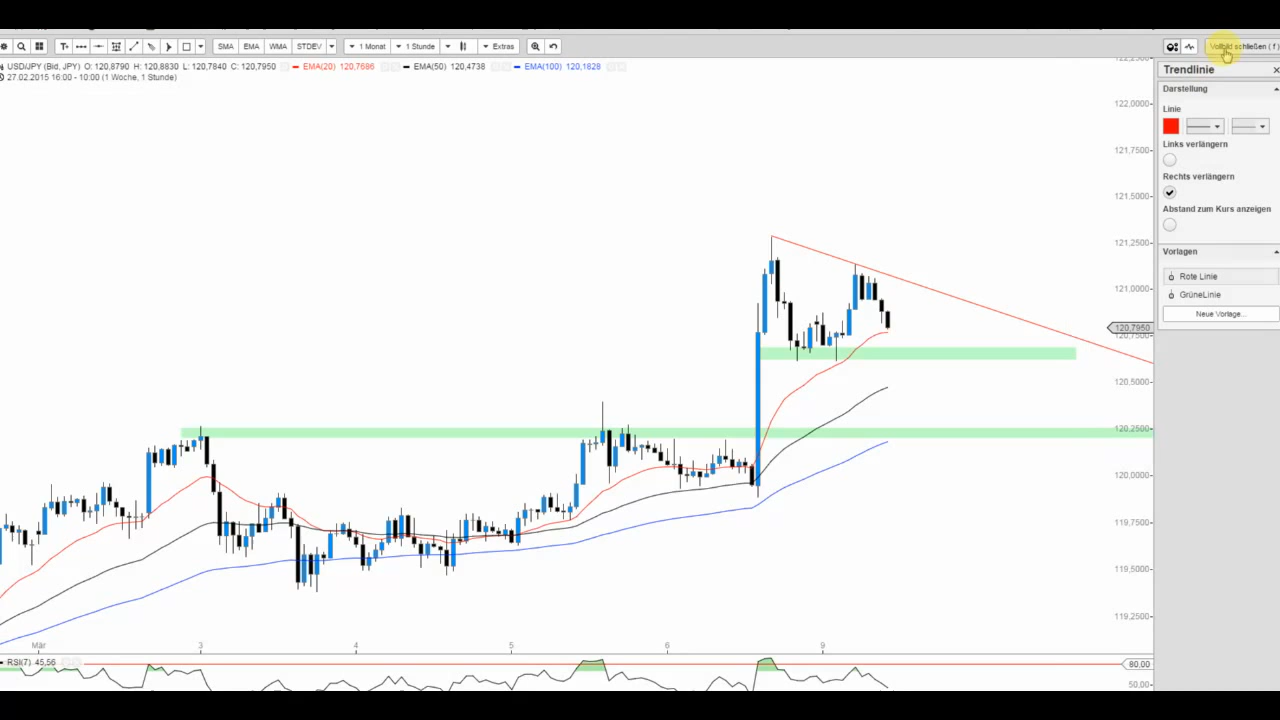 T+ SMA EMA WMA STDEV 1 Monat 1 Stunde Extras Vollbild schließen ( f )
USD/JPY (Bid, JPY) O: 120,8790 H: 120,8830 L: 120,7840 C: 120,7950 EMA(20) 120,7686 EMA(50) 120,4738 EMA(100) 120,1828
27.02.2015 16:00 - 10:00 (1 Woche, 1 Stunde)
122,0000
121,7500
121,5000
121,2500
121,0000
120,7950
120,5000
120,2500
120,0000
119,7500
119,5000
119,2500
Mär 3 4 5 6 9
RSI(7) 45,56
80.00
50.00
Trendlinie
Darstellung
Linie
Links verlängern
Rechts verlängern
Abstand zum Kurs anzeigen
Vorlagen
Rote Linie
GrüneLinie
Neue Vorlage...